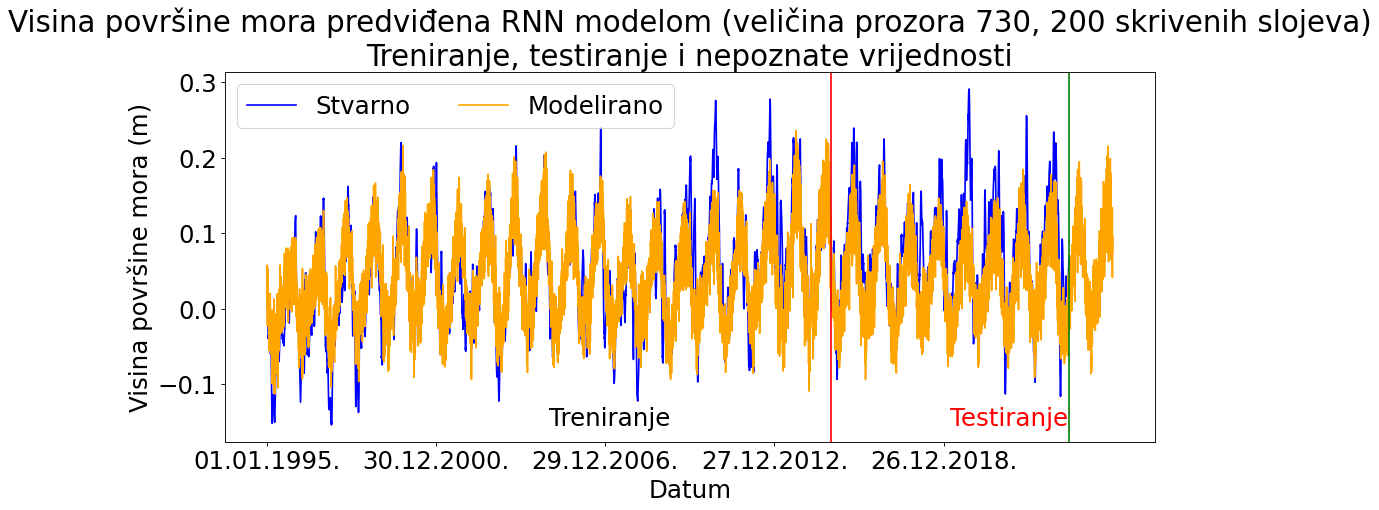 Visina površine mora predviđena RNN modelom (veličina prozora 730, 200 skrivenih slojeva)
Treniranje, testiranje i nepoznate vrijednosti
Stvarno
Modelirano
Visina površine mora (m)
0.3
0.2
0.1
0.0
−0.1
Treniranje
Testiranje
01.01.1995.
30.12.2000.
29.12.2006.
27.12.2012.
26.12.2018.
Datum